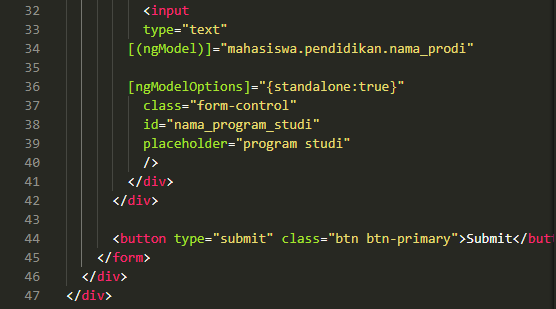 32 <input
33 type="text"
34 [(ngModel)]="mahasiswa.pendidikan.nama_prodi"
35
36 [ngModelOptions]="{standalone:true}"
37 class="form-control"
38 id="nama_program_studi"
39 placeholder="program studi"
40 />
41 </div>
42 </div>
43
44 <button type="submit" class="btn btn-primary">Submit</butt
45 </form>
46 </div>
47 </div>